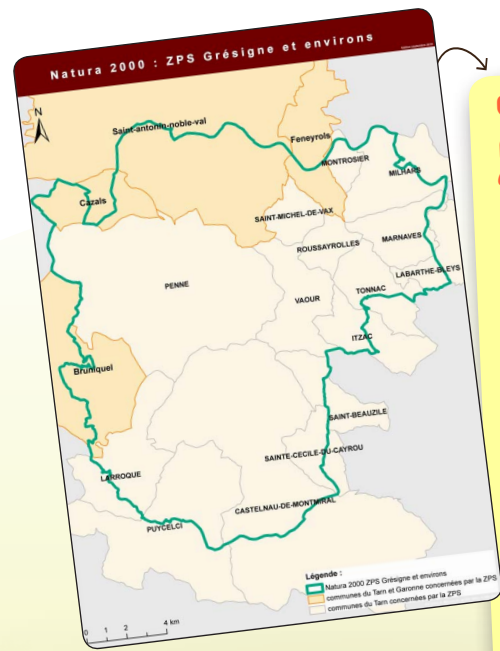 Natura 2000 : ZPS Grésigne et environs
N
Saint-antonin-noble-val
Feneyrols
MONTROSIER
MILHARS
Cazals
SAINT-MICHEL-DE-VAX
MARNAVES
ROUSSAYROLLES
LABARTHE-BLEYS
PENNE
TONNAC
VAOUR
ITZAC
Bruniquel
SAINT-BEAUZILE
SAINTE-CECILE-DU-CAYROU
LARROQUE
CASTELNAU-DE-MONTMIRAL
PUYCELCI
Légende :
Natura 2000 ZPS Grésigne et environs
communes du Tarn et Garonne concernées par la ZPS
communes du Tarn concernées par la ZPS
0 1 2 4 km